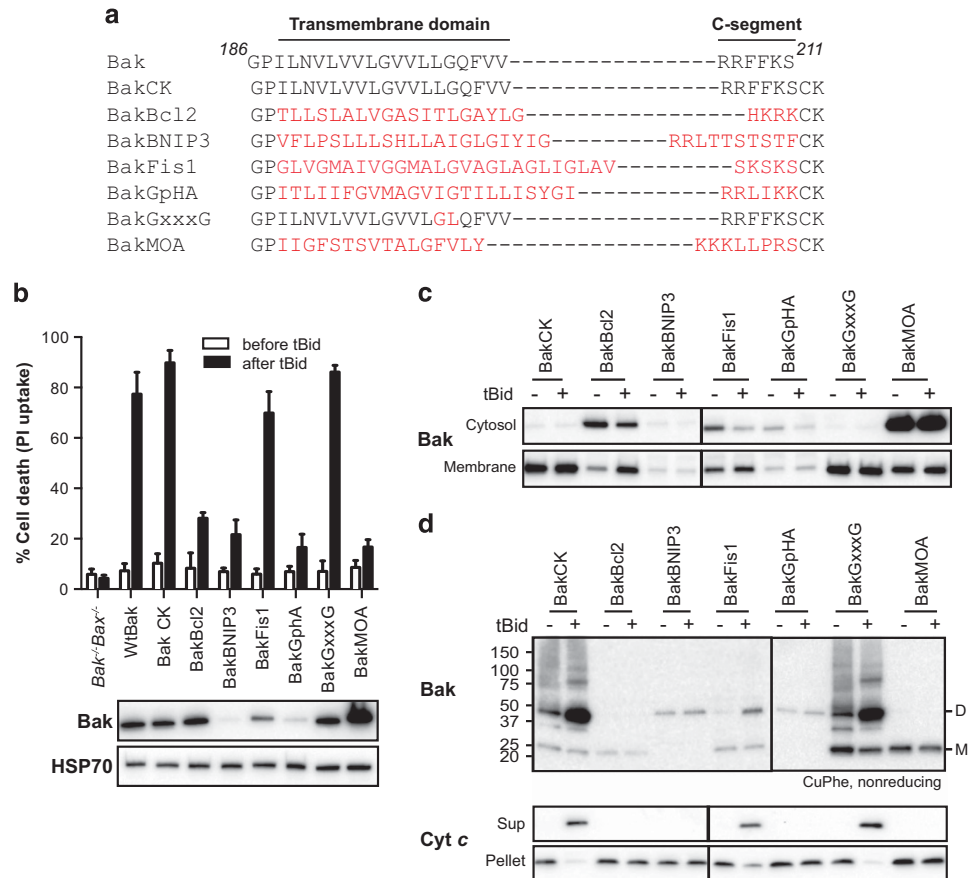 a
Transmembrane domain C-segment
186 211
Bak GPILNVLVVLGVVLLGQFVV------------------RRFFKS
BakCK GPILNVLVVLGVVLLGQFVV------------------RRFFKSCK
BakBcl2 GPTLLSLALVGASITLGAYLG-------------------HKRKCK
BakBNIP3 GPVFLPSLLLSHLLAIGLGIYIG----------RRLTTSTSTFCK
BakFis1 GPGLVGMAIVGGMALGVAGLAGLIGLAV----------SKSKSCK
BakGpHA GPITLIIFGVMAGVIGTILLISYGI------------RRLIKKCK
BakGxxxG GPILNVLVVLGVVLGLQFVV------------------RRFFKSCK
BakMOA GPIIGFSTSVTALGFVLY------------------KKKLLPRSCK
b
% Cell death (PI uptake)
100
80
60
40
20
0
before tBid
after tBid
Bak-/-Bax-/-
WtBak
Bak CK
BakBcl2
BakBNIP3
BakFis1
BakGphA
BakGxxxG
BakMOA
Bak
HSP70
c
BakCK BakBcl2 BakBNIP3 BakFis1 BakGpHA BakGxxxG BakMOA
tBid - + - + - + - + - + - + - +
Bak
Cytosol
Membrane
d
BakCK BakBcl2 BakBNIP3 BakFis1 BakGpHA BakGxxxG BakMOA
tBid - + - + - + - + - + - + - +
Bak
150
100
75
50
37
25
20
D
M
CuPhe, nonreducing
Cyt c
Sup
Pellet